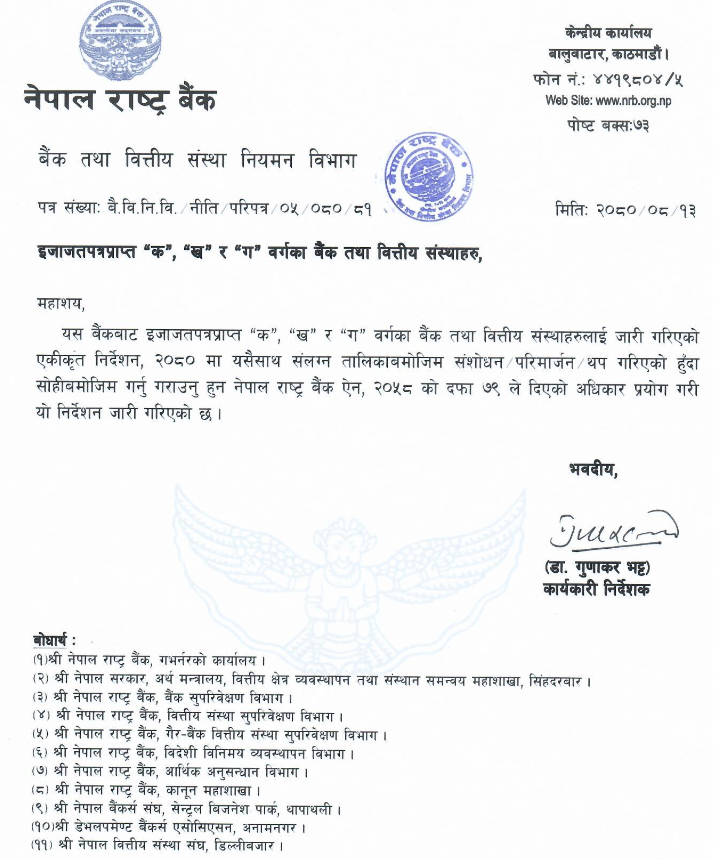 केन्द्रीय कार्यालय
बालुवाटार, काठमाडौं।
फोन नं.: ४४१९८०४/५
Web Site: www.nrb.org.np
पोष्ट बक्स:७३
नेपाल राष्ट्र बैंक
बैंक तथा वित्तीय संस्था नियमन विभाग
पत्र संख्याः बै.वि.नि.वि./नीति/परिपत्र/०५/०८०/८१
मितिः २०८०/०८/१३
इजाजतपत्रप्राप्त “क”, “ख” र “ग” वर्गका बैंक तथा वित्तीय संस्थाहरु,
महाशय,
यस बैंकबाट इजाजतपत्रप्राप्त “क”, “ख” र “ग” वर्गका बैंक तथा वित्तीय संस्थाहरुलाई जारी गरिएको
एकीकृत निर्देशन, २०८० मा यसैसाथ संलग्न तालिकाबमोजिम संशोधन/परिमार्जन/थप गरिएको हुँदा
सोहीबमोजिम गर्नु गराउनु हुन नेपाल राष्ट्र बैंक ऐन, २०५८ को दफा ७९ ले दिएको अधिकार प्रयोग गरी
यो निर्देशन जारी गरिएको छ।
भवदीय,
(डा. गुणाकर भट्ट)
कार्यकारी निर्देशक
बोधार्थ :
(१)श्री नेपाल राष्ट्र बैंक, गभर्नरको कार्यालय।
(२) श्री नेपाल सरकार, अर्थ मन्त्रालय, वित्तीय क्षेत्र व्यवस्थापन तथा संस्थान समन्वय महाशाखा, सिंहदरबार।
(३) श्री नेपाल राष्ट्र बैंक, बैंक सुपरिवेक्षण विभाग।
(४) श्री नेपाल राष्ट्र बैंक, वित्तीय संस्था सुपरिवेक्षण विभाग।
(५) श्री नेपाल राष्ट्र बैंक, गैर-बैंक वित्तीय संस्था सुपरिवेक्षण विभाग।
(६) श्री नेपाल राष्ट्र बैंक, विदेशी विनिमय व्यवस्थापन विभाग।
(७) श्री नेपाल राष्ट्र बैंक, आर्थिक अनुसन्धान विभाग।
(८) श्री नेपाल राष्ट्र बैंक, कानून महाशाखा।
(९) श्री नेपाल बैंकर्स संघ, सेन्ट्रल बिजनेश पार्क, थापाथली।
(१०)श्री डेभलपमेण्ट बैंकर्स एसोसिएसन, अनामनगर।
(११) श्री नेपाल वित्तीय संस्था संघ, डिल्लीबजार।